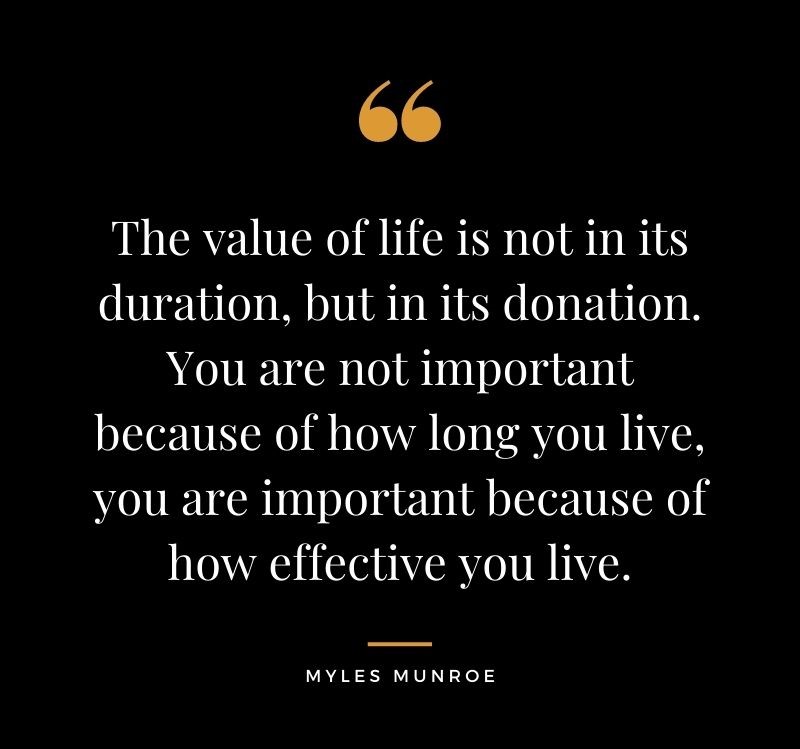 “
The value of life is not in its
duration, but in its donation.
You are not important
because of how long you live,
you are important because of
how effective you live.
MYLES MUNROE